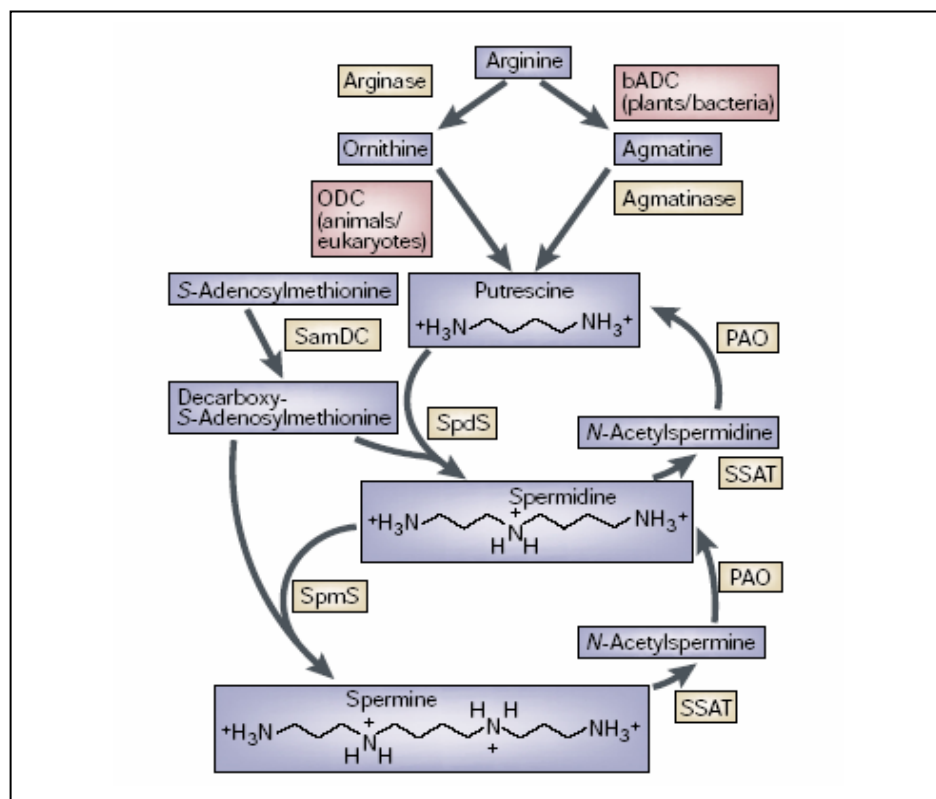 Arginine
Arginase
bADC
(plants/bacteria)
Ornithine
Agmatine
ODC
(animals/
eukaryotes)
Agmatinase
S-Adenosylmethionine
Putrescine
⁺H₃N
NH₃⁺
SamDC
PAO
Decarboxy-
S-Adenosylmethionine
SpdS
N-Acetylspermidine
SSAT
Spermidine
⁺H₃N
+
N
H H
NH₃⁺
SpmS
PAO
N-Acetylspermine
SSAT
Spermine
⁺H₃N
+
N
H H
H H
N
+
NH₃⁺